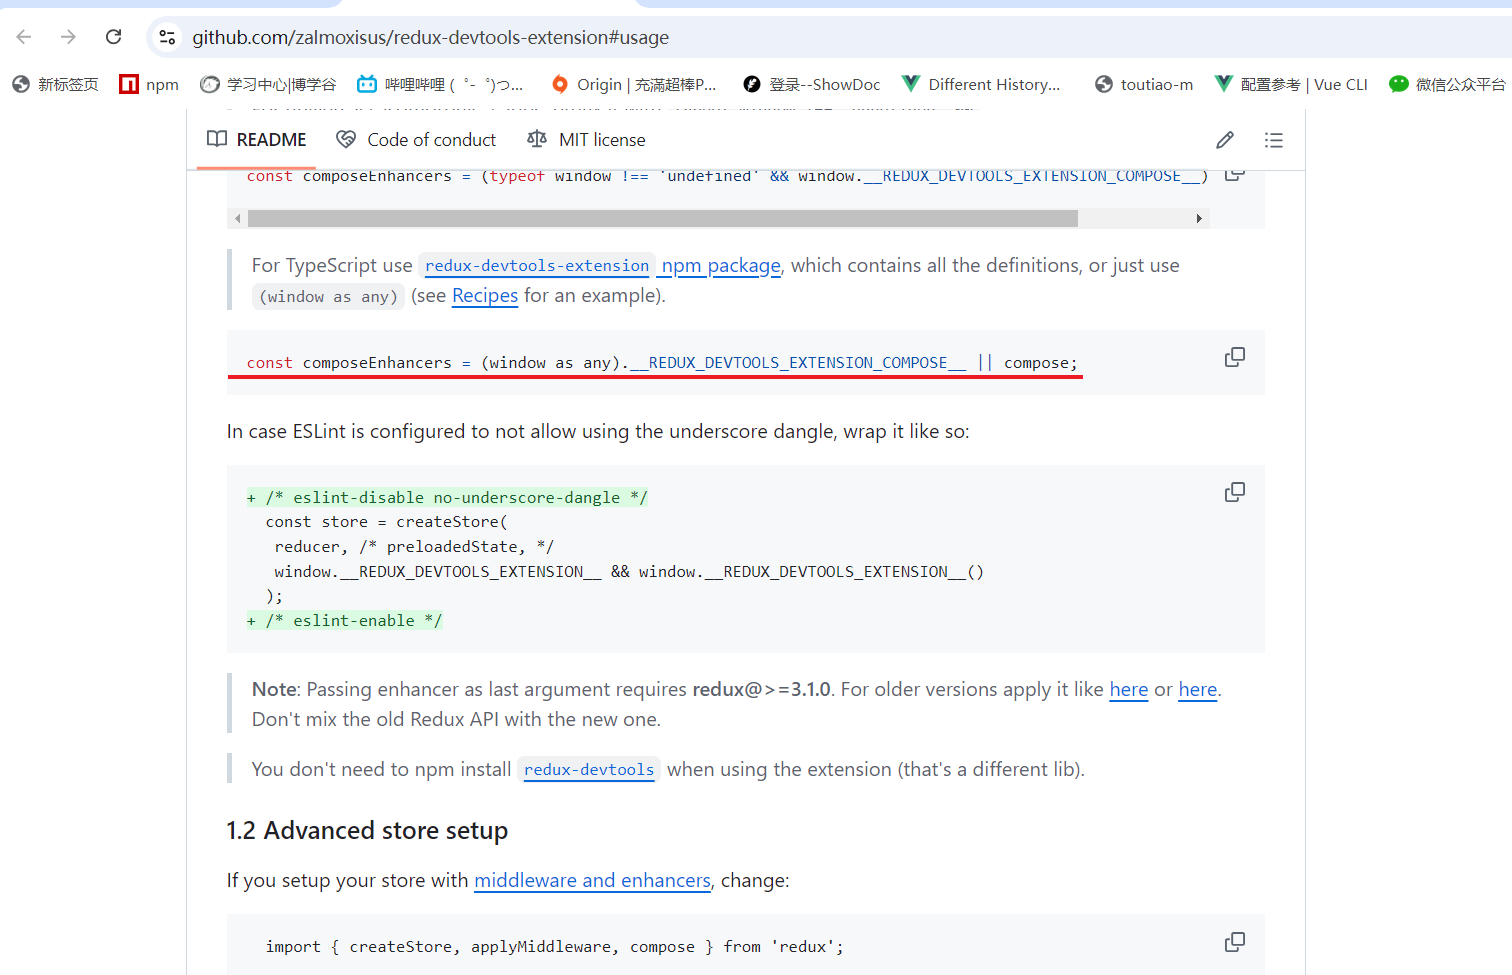 github.com/zalmoxisus/redux-devtools-extension#usage
新标签页 npm 学习中心|博学谷 哔哩哔哩 ( ゜- ゜)つ... Origin | 充滿超棒P... 登录--ShowDoc Different History... toutiao-m 配置参考 | Vue CLI 微信公众平台
README Code of conduct MIT license
const composeEnhancers = (typeof window !== 'undefined' && window.__REDUX_DEVTOOLS_EXTENSION_COMPOSE__)
For TypeScript use redux-devtools-extension npm package, which contains all the definitions, or just use
(window as any) (see Recipes for an example).
const composeEnhancers = (window as any).__REDUX_DEVTOOLS_EXTENSION_COMPOSE__ || compose;
In case ESLint is configured to not allow using the underscore dangle, wrap it like so:
+ /* eslint-disable no-underscore-dangle */
const store = createStore(
reducer, /* preloadedState, */
window.__REDUX_DEVTOOLS_EXTENSION__ && window.__REDUX_DEVTOOLS_EXTENSION__()
);
+ /* eslint-enable */
Note: Passing enhancer as last argument requires redux@>=3.1.0. For older versions apply it like here or here.
Don't mix the old Redux API with the new one.
You don't need to npm install redux-devtools when using the extension (that's a different lib).
1.2 Advanced store setup
If you setup your store with middleware and enhancers, change:
import { createStore, applyMiddleware, compose } from 'redux';